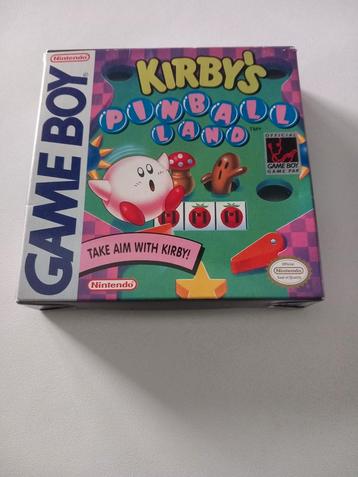 Nintendo
GAME BOY
KIRBY'S
PINBALL
LAND
TM
OFFICIAL
GAME BOY
GAME PAK
TAKE AIM WITH KIRBY!
Nintendo
Official
Nintendo
Seal of Quality